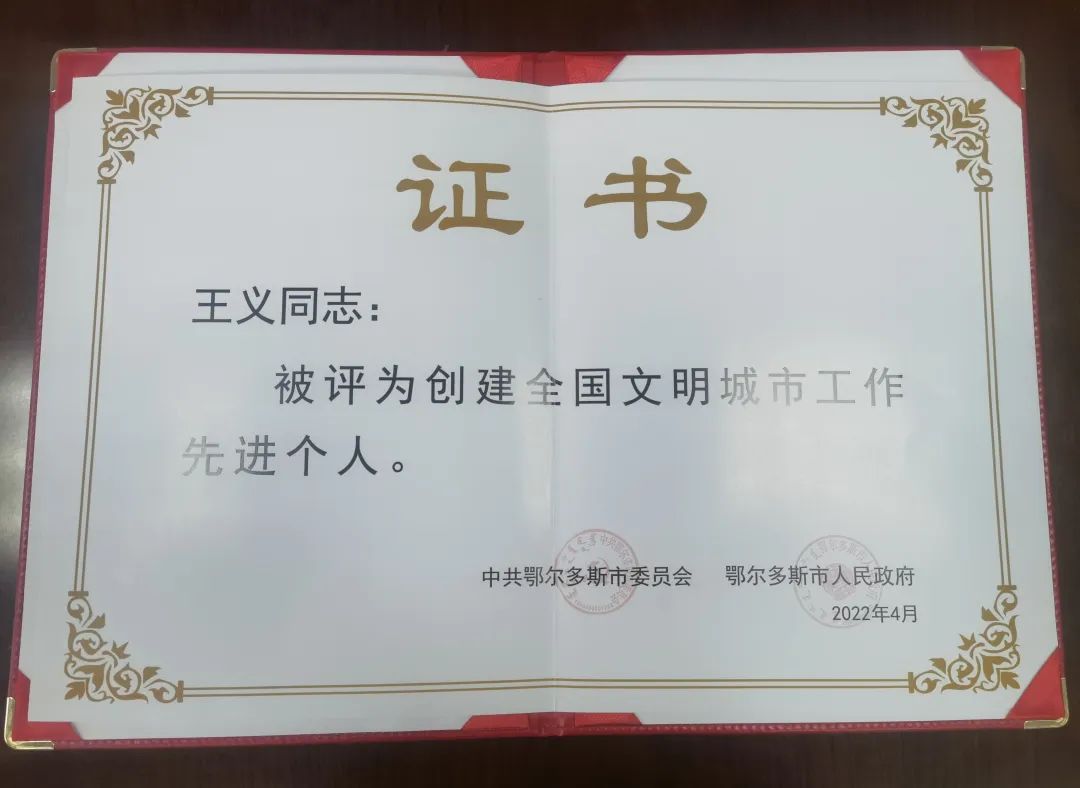 证书
王义同志：
被评为创建全国文明城市工作
先进个人。
中共鄂尔多斯市委员会 鄂尔多斯市人民政府
2022年4月